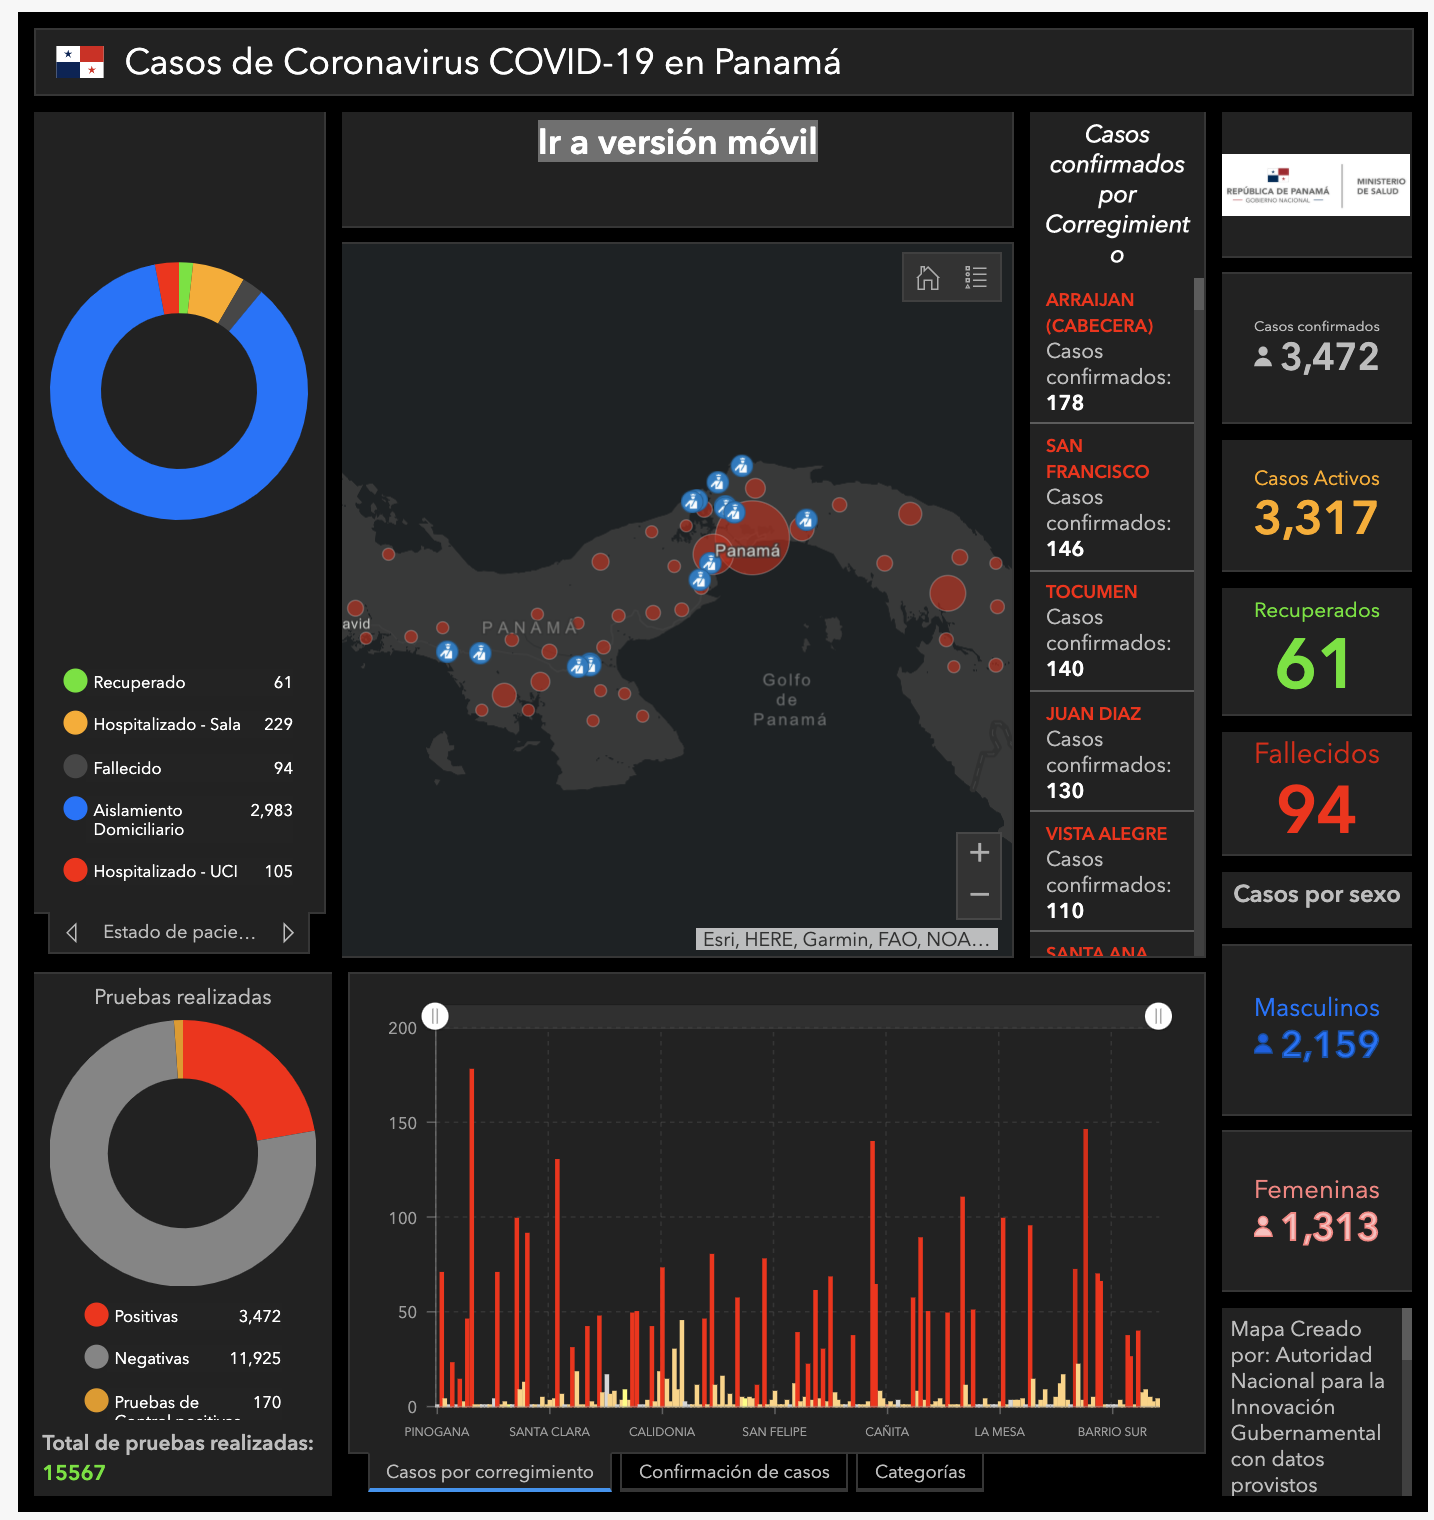 Casos de Coronavirus COVID-19 en Panamá
Recuperado 61
Hospitalizado - Sala 229
Fallecido 94
Aislamiento
Domiciliario 2,983
Hospitalizado - UCI 105
Estado de pacie...
Ir a versión móvil
Panamá
avid
PANAMÁ
Golfo
de
Panamá
+
−
Esri, HERE, Garmin, FAO, NOA...
Casos
confirmados
por
Corregimient
o
ARRAIJAN
(CABECERA)
Casos
confirmados:
178
SAN
FRANCISCO
Casos
confirmados:
146
TOCUMEN
Casos
confirmados:
140
JUAN DIAZ
Casos
confirmados:
130
VISTA ALEGRE
Casos
confirmados:
110
SANTA ANA
REPÚBLICA DE PANAMÁ
— GOBIERNO NACIONAL —
MINISTERIO
DE SALUD
Casos confirmados
3,472
Casos Activos
3,317
Recuperados
61
Fallecidos
94
Casos por sexo
Masculinos
2,159
Femeninas
1,313
Mapa Creado
por: Autoridad
Nacional para la
Innovación
Gubernamental
con datos
provistos
Pruebas realizadas
Positivas 3,472
Negativas 11,925
Pruebas de 170
Control positivas
Total de pruebas realizadas:
15567
200
150
100
50
0
PINOGANA SANTA CLARA CALIDONIA SAN FELIPE CAÑITA LA MESA BARRIO SUR
Casos por corregimiento Confirmación de casos Categorías